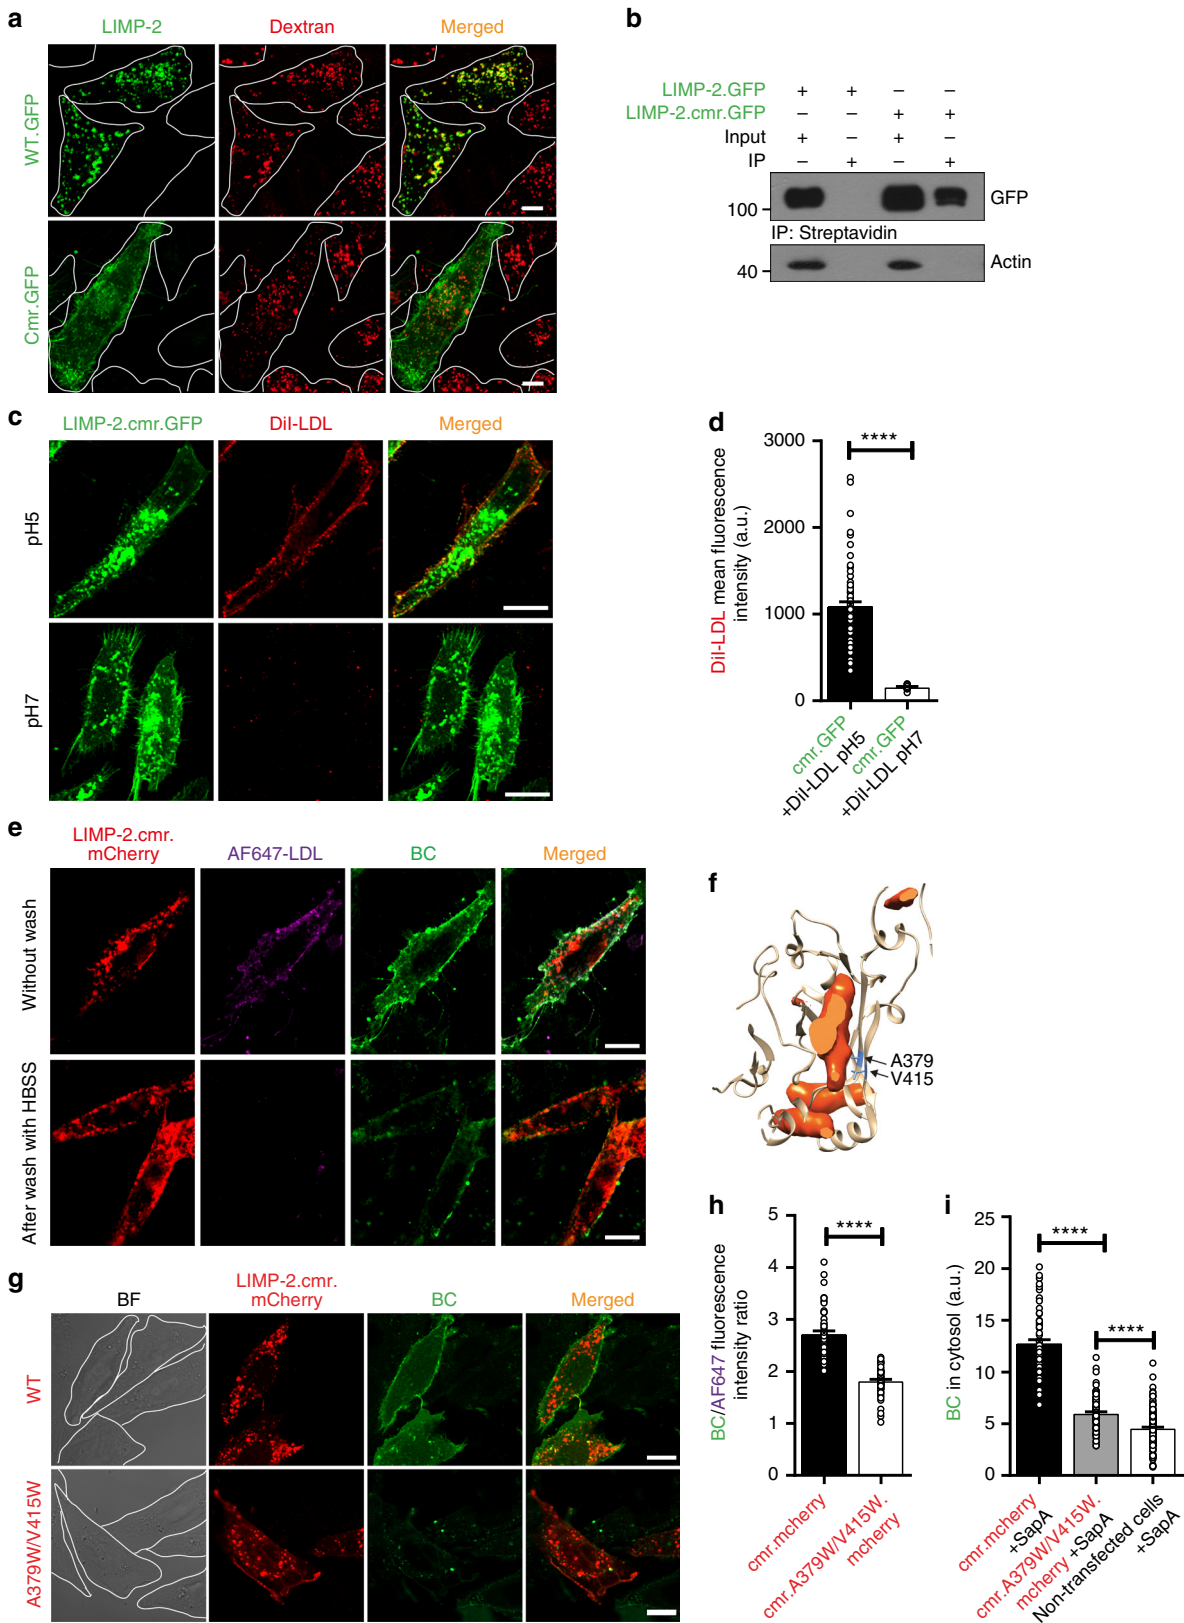 a
LIMP-2
Dextran
Merged
WT.GFP
Cmr.GFP
b
LIMP-2.GFP + + – –
LIMP-2.cmr.GFP – – + +
Input + – + –
IP – + – +
100
GFP
IP: Streptavidin
40
Actin
c
LIMP-2.cmr.GFP
Dil-LDL
Merged
pH5
pH7
d
Dil-LDL mean fluorescence
intensity (a.u.)
3000
2000
1000
0
****
cmr.GFP
+Dil-LDL pH5
cmr.GFP
+Dil-LDL pH7
e
LIMP-2.cmr.
mCherry
AF647-LDL
BC
Merged
Without wash
After wash with HBSS
f
A379
V415
g
BF
LIMP-2.cmr.
mCherry
BC
Merged
WT
A379W/V415W
h
BC/AF647 fluorescence
intensity ratio
5
4
3
2
1
0
****
cmr.mcherry
cmr.A379W/V415W.
mcherry
i
BC in cytosol (a.u.)
25
20
15
10
5
0
****
****
cmr.mcherry
+SapA
cmr.A379W/V415W.
mcherry +SapA
Non-transfected cells
+SapA